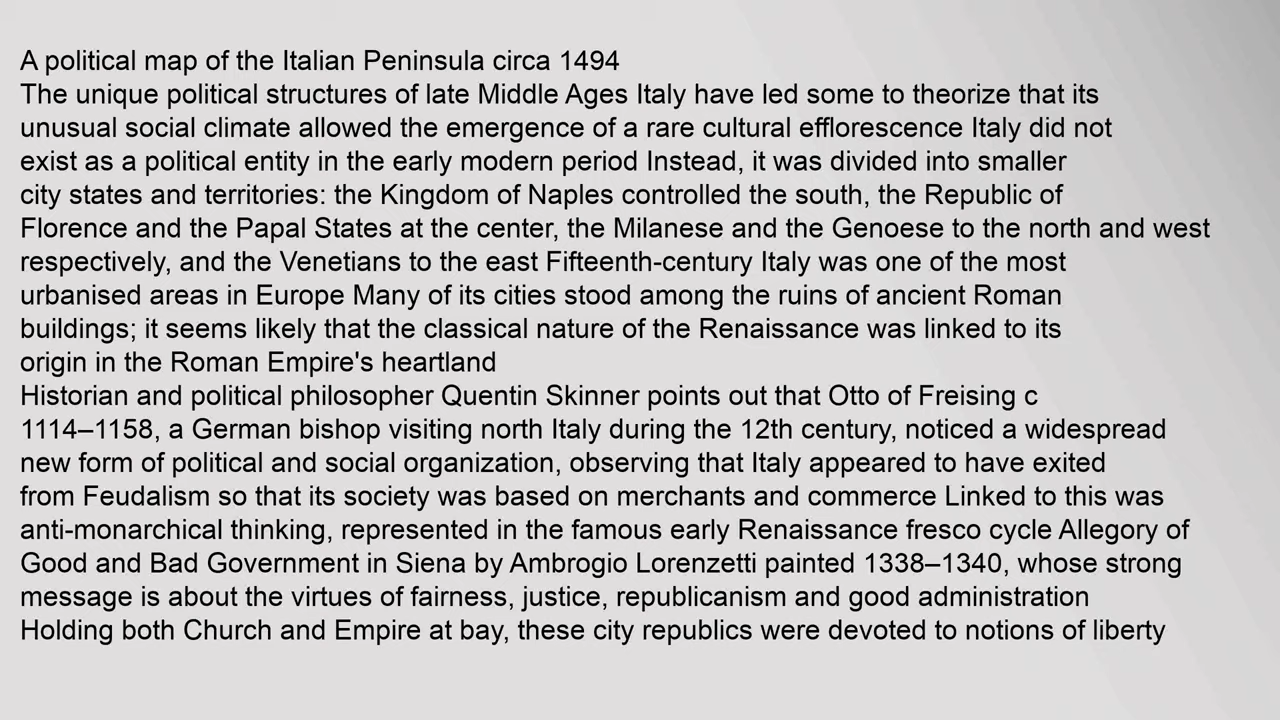 A political map of the Italian Peninsula circa 1494
The unique political structures of late Middle Ages Italy have led some to theorize that its
unusual social climate allowed the emergence of a rare cultural efflorescence Italy did not
exist as a political entity in the early modern period Instead, it was divided into smaller
city states and territories: the Kingdom of Naples controlled the south, the Republic of
Florence and the Papal States at the center, the Milanese and the Genoese to the north and west
respectively, and the Venetians to the east Fifteenth-century Italy was one of the most
urbanised areas in Europe Many of its cities stood among the ruins of ancient Roman
buildings; it seems likely that the classical nature of the Renaissance was linked to its
origin in the Roman Empire's heartland
Historian and political philosopher Quentin Skinner points out that Otto of Freising c
1114–1158, a German bishop visiting north Italy during the 12th century, noticed a widespread
new form of political and social organization, observing that Italy appeared to have exited
from Feudalism so that its society was based on merchants and commerce Linked to this was
anti-monarchical thinking, represented in the famous early Renaissance fresco cycle Allegory of
Good and Bad Government in Siena by Ambrogio Lorenzetti painted 1338–1340, whose strong
message is about the virtues of fairness, justice, republicanism and good administration
Holding both Church and Empire at bay, these city republics were devoted to notions of liberty